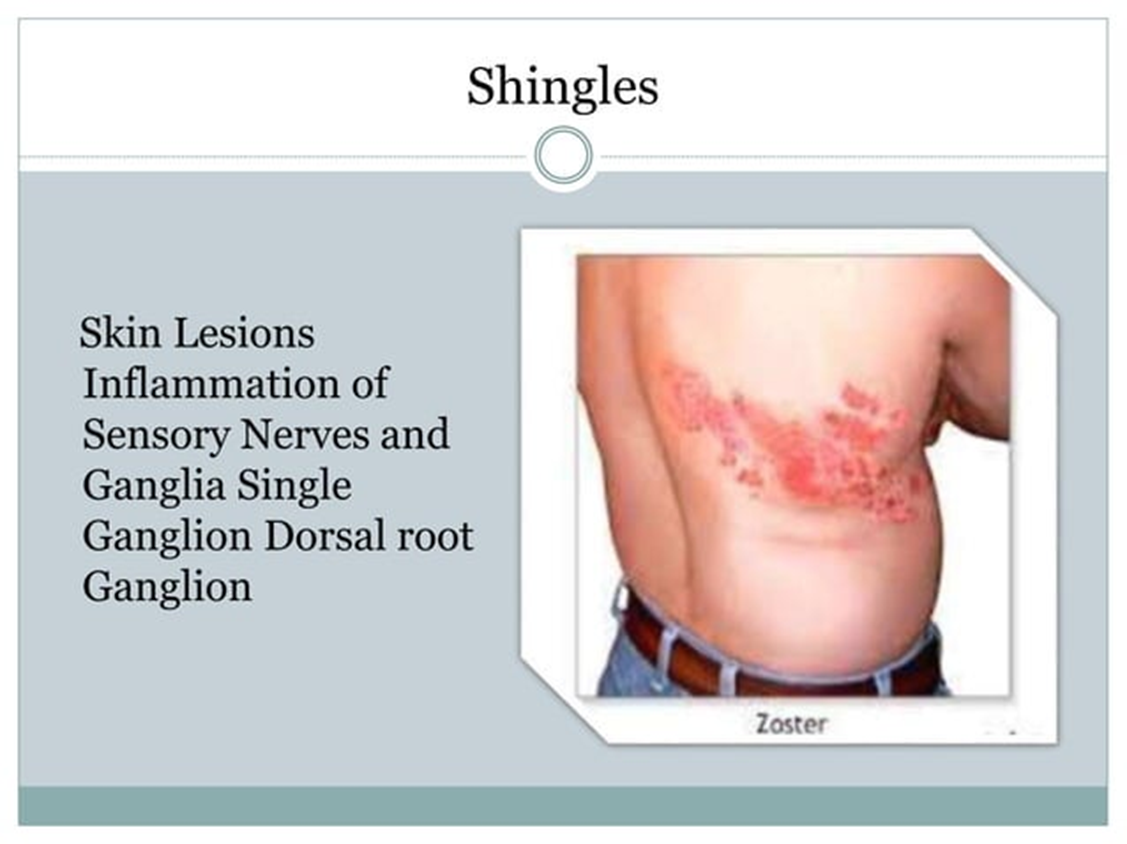 Shingles
Skin Lesions
Inflammation of
Sensory Nerves and
Ganglia Single
Ganglion Dorsal root
Ganglion
Zoster